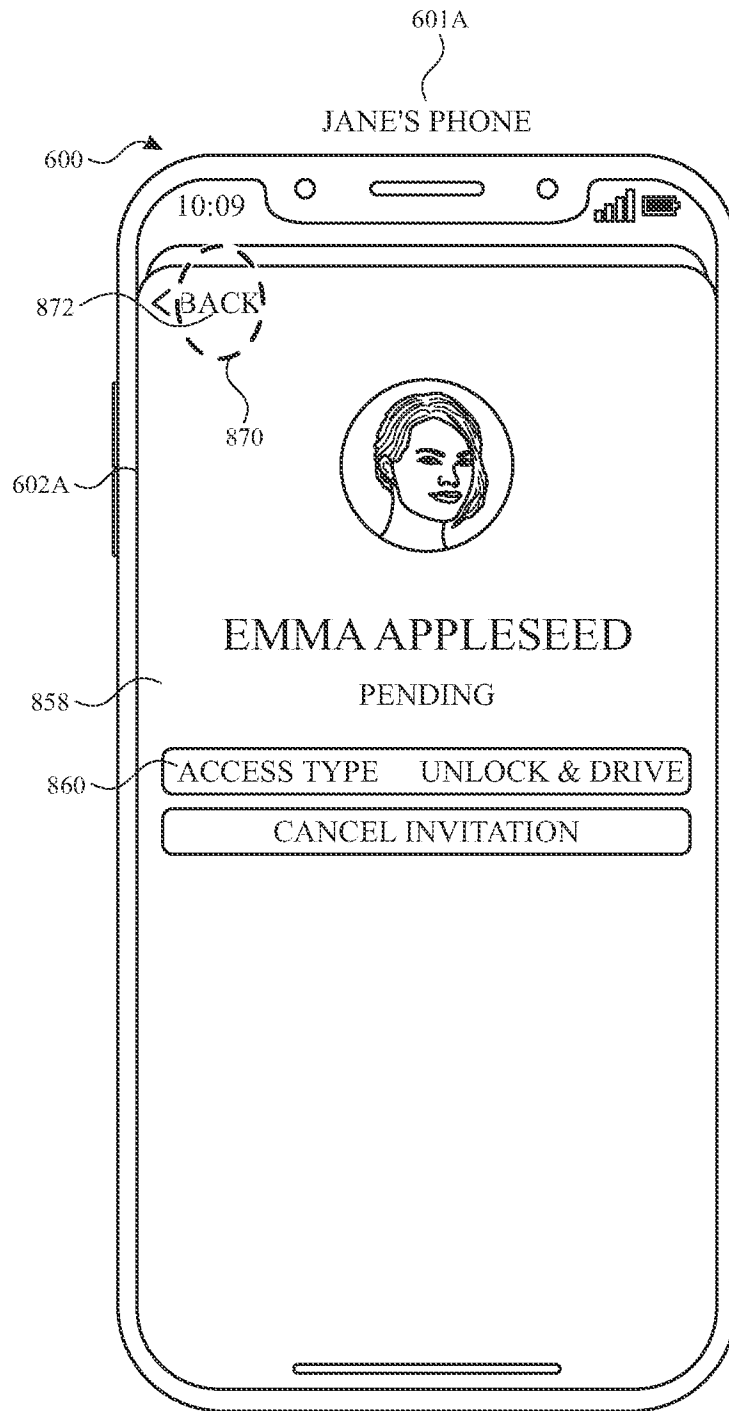 601A
JANE'S PHONE
600
10:09
872
<BACK
870
602A
EMMA APPLESEED
858
PENDING
860
ACCESS TYPE UNLOCK & DRIVE
CANCEL INVITATION